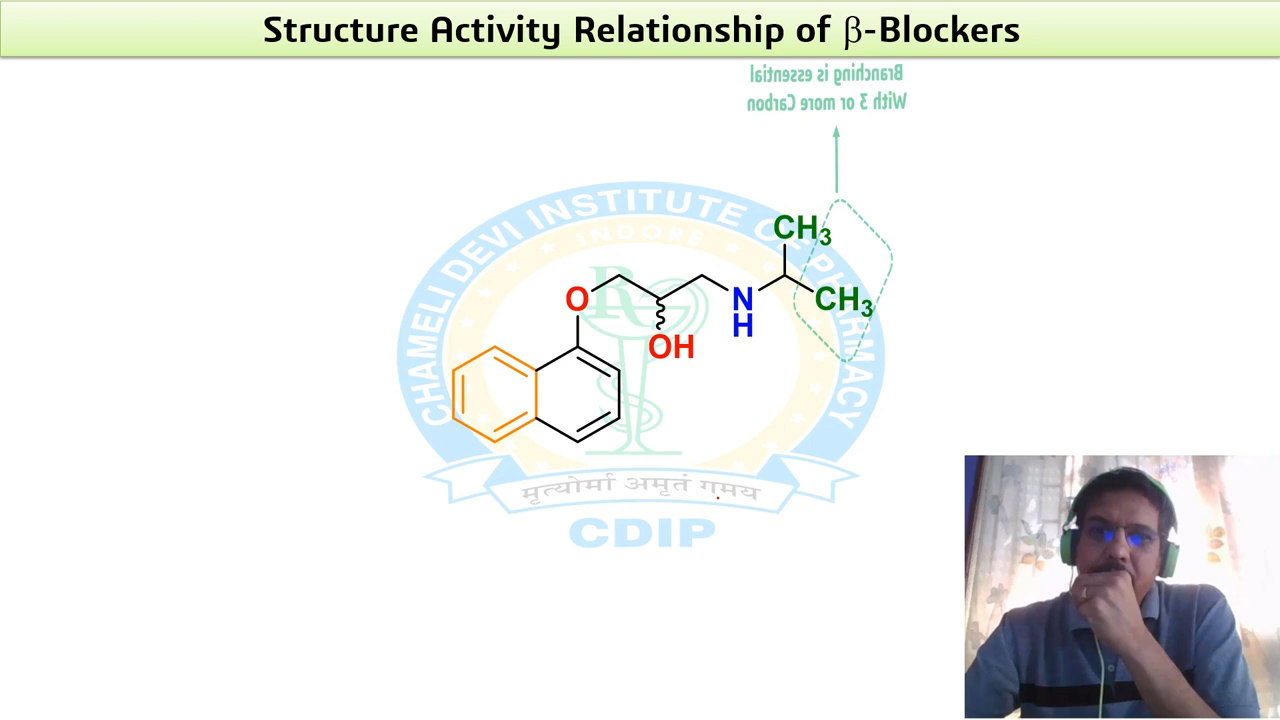 Structure Activity Relationship of β-Blockers
Branching is essential
With 3 or more Carbon
CH3
CH3
O
N
H
OH
CHAMELI DEVI INSTITUTE OF PHARMACY
INDORE
Rx
मृत्योर्मा अमृतं गमय
CDIP